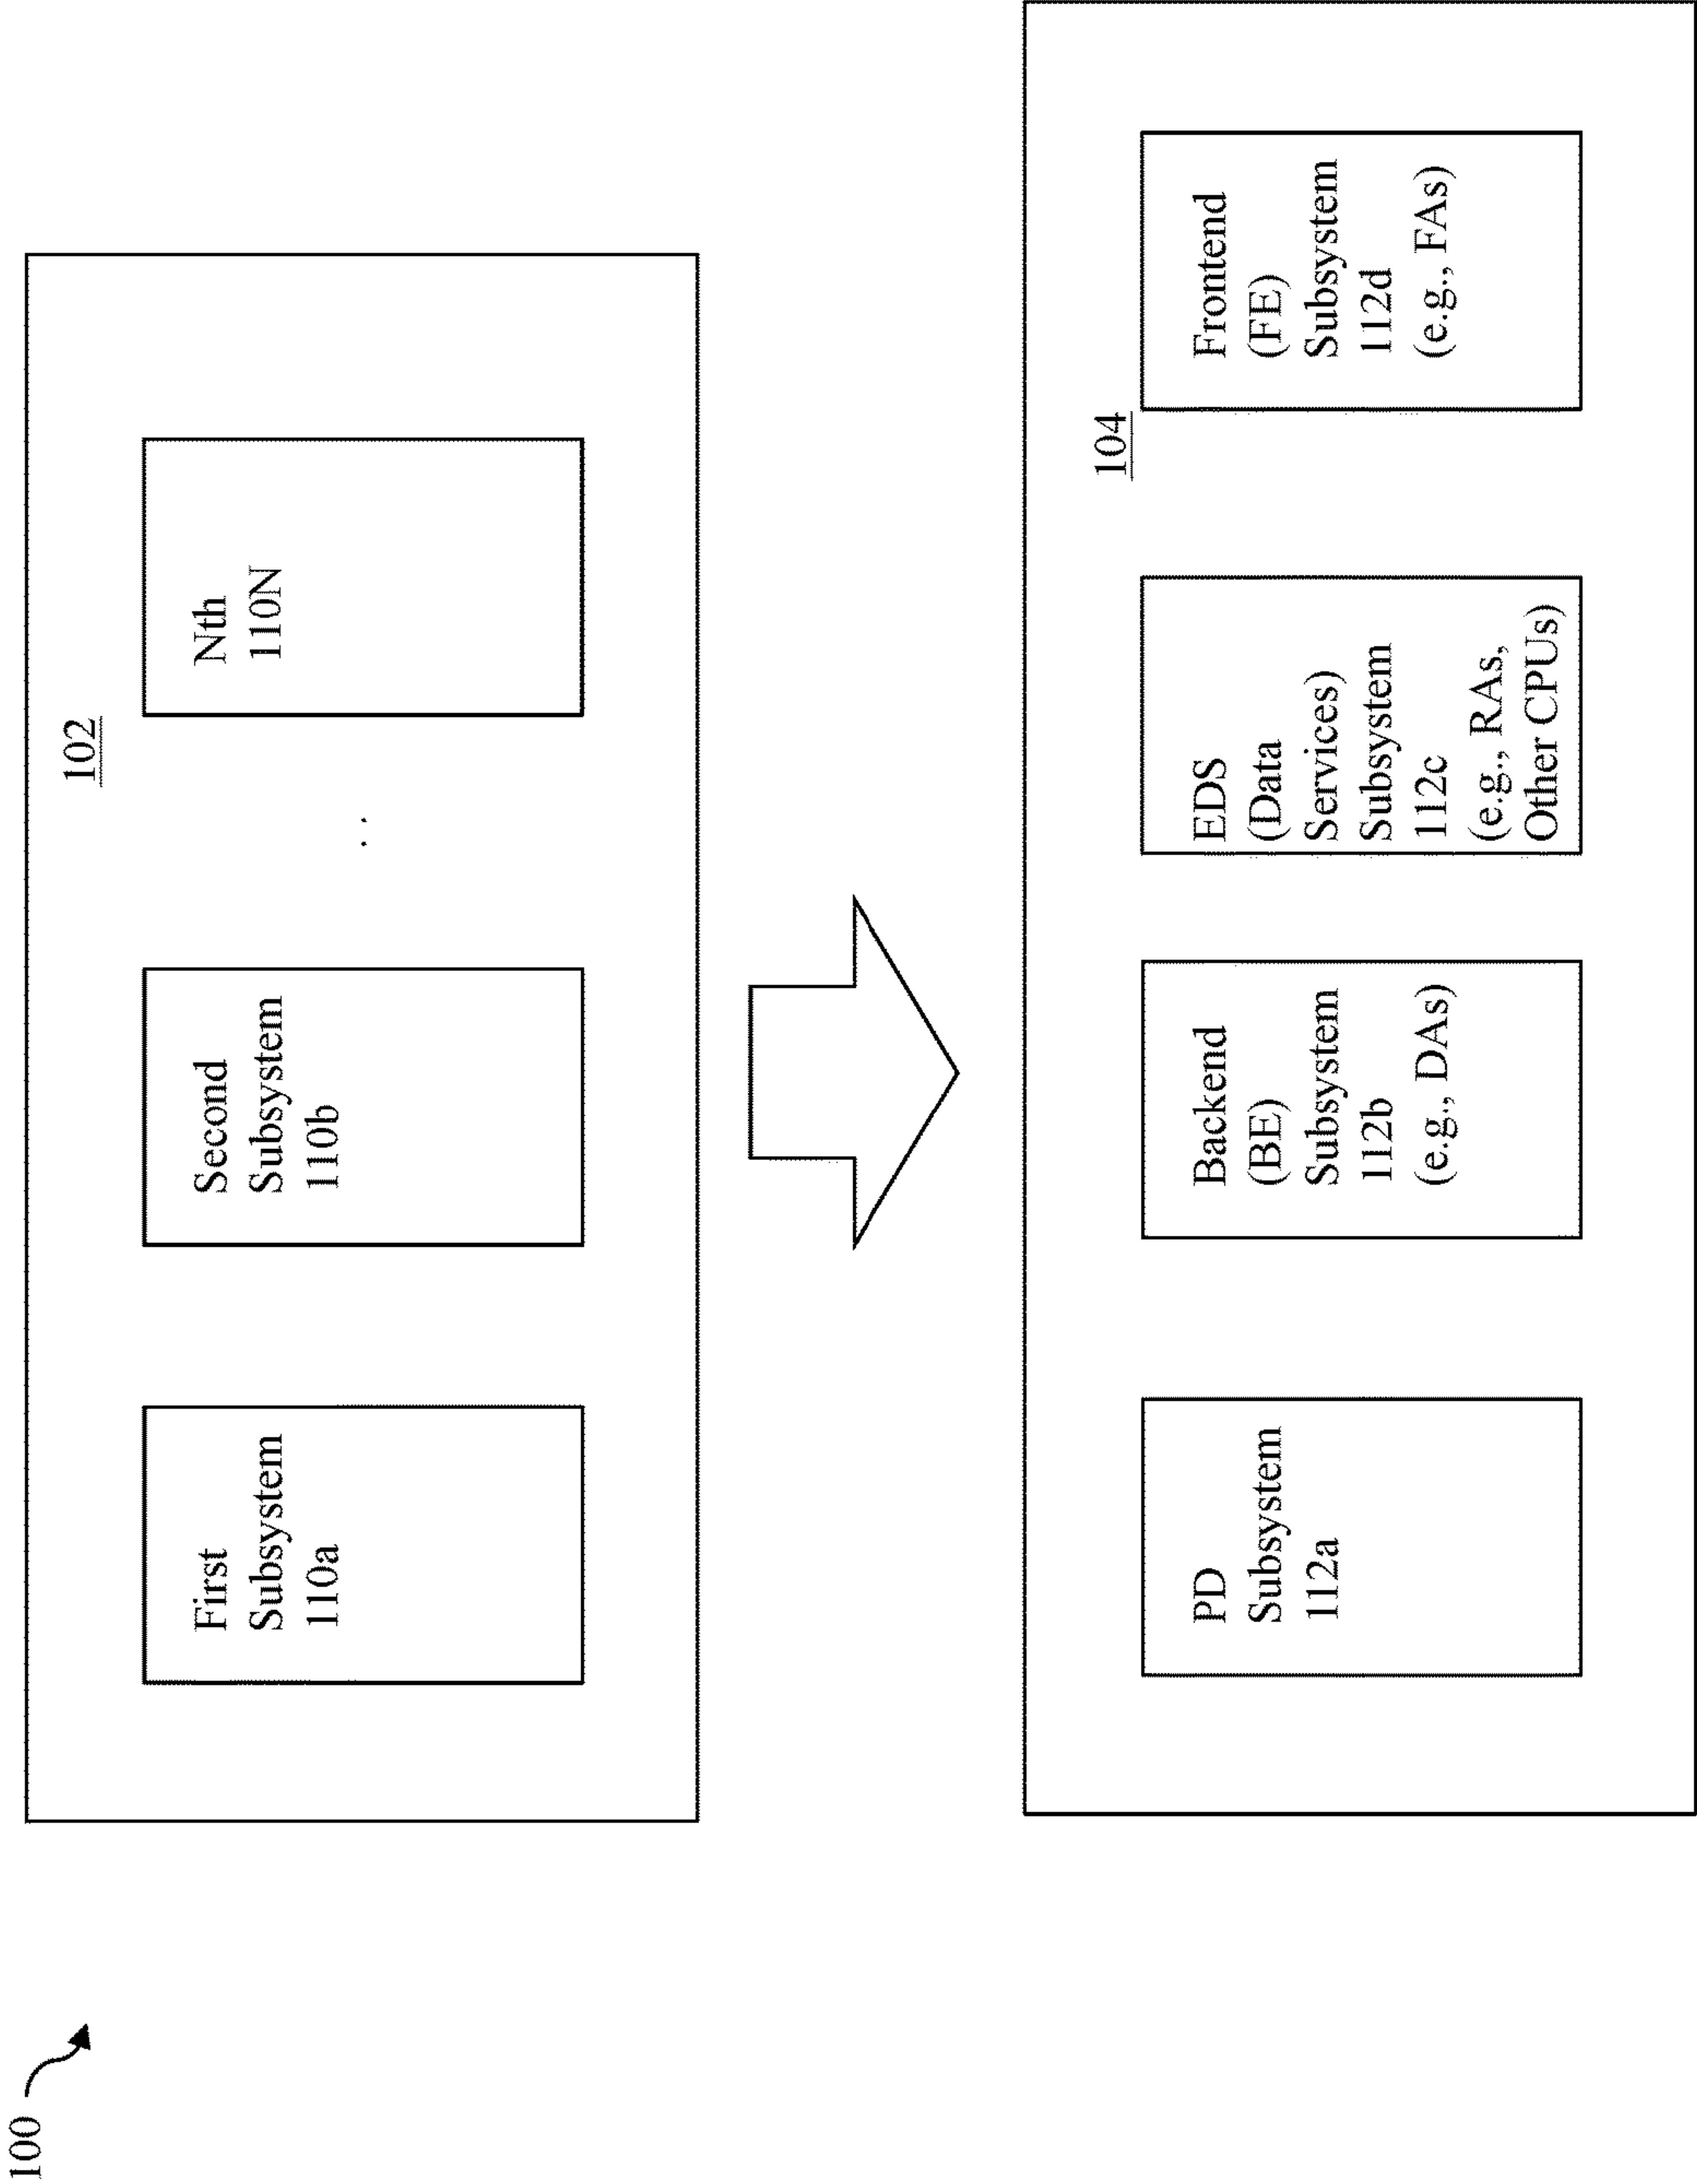 100
102
First
Subsystem
110a
Second
Subsystem
110b
..
Nth
110N
104
PD
Subsystem
112a
Backend
(BE)
Subsystem
112b
(e.g., DAs)
EDS
(Data
Services)
Subsystem
112c
(e.g., RAs,
Other CPUs)
Frontend
(FE)
Subsystem
112d
(e.g., FAs)